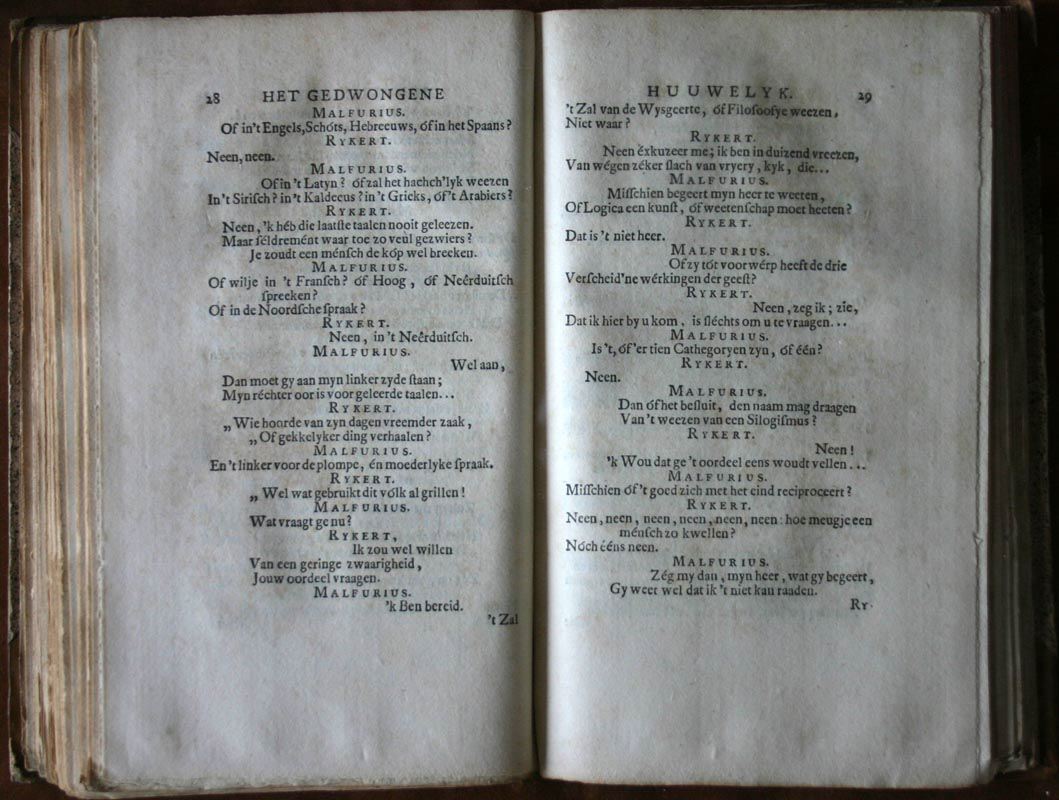 28 HET GEDWONGENE
MALFURIUS.
Of in 't Engels, Schóts, Hebreeuws, óf in het Spaans?
RYKERT.
Neen, neen.
MALFURIUS.
Of in 't Latyn? óf zal het hachch'lyk weezen
In 't Siriſch? in 't Kaldeeus? in 't Grieks, óf 't Arabiers?
RYKERT.
Neen, 'k héb die laatſte taalen nooit geleezen.
Maar féldremént waar toe zo veul gezwiers?
Je zoudt een ménſch de kóp wel breeken.
MALFURIUS.
Of wilje in 't Franſch? óf Hoog, óf Neêrduitſch
ſpreeken?
Of in de Noordſche ſpraak?
RYKERT.
Neen, in 't Neêrduitſch.
MALFURIUS.
Wel aan,
Dan moet gy aan myn linker zyde ſtaan;
Myn réchter oor is voor geleerde taalen...
RYKERT.
„Wie hoorde van zyn dagen vreemder zaak,
„Of gekkelyker ding verhaalen?
MALFURIUS.
En 't linker voor de plompe, én moederlyke ſpraak.
RYKERT.
„Wel wat gebruikt dit vólk al grillen!
MALFURIUS.
Wat vraagt ge nu?
RYKERT,
Ik zou wel willen
Van een geringe zwaarigheid,
Jouw oordeel vraagen.
MALFURIUS.
'k Ben bereid.
't Zal
HUUWELYK. 29
't Zal van de Wysgeerte, óf Filoſoofye weezen,
Niet waar?
RYKERT.
Neen éxkuzeer me; ik ben in duizend vreezen,
Van wégen zéker ſlach van vryery, kyk, die...
MALFURIUS.
Miſſchien begeert myn heer te weeten,
Of Logica een kunſt, óf weetenſchap moet heeten?
RYKERT.
Dat is 't niet heer.
MALFURIUS.
Of zy tót voorwérp heeft de drie
Verſcheid'ne wérkingen der geeſt?
RYKERT.
Neen, zeg ik; zie,
Dat ik hier by u kom, is ſléchts om u te vraagen...
MALFURIUS.
Is 't, óf 'er tien Cathegoryen zyn, óf één?
RYKERT.
Neen.
MALFURIUS.
Dan óf het beſluit, den naam mag draagen
Van 't weezen van een Silogiſmus?
RYKERT.
Neen!
'k Wou dat ge 't oordeel eens woudt vellen...
MALFURIUS.
Miſſchien óf 't goed zich met het eind reciproceert?
RYKERT.
Neen, neen, neen, neen, neen, neen: hoe meugje een
ménſch zo kwellen?
Nóch ééns neen.
MALFURIUS.
Zég my dan, myn heer, wat gy begeert,
Gy weet wel dat ik 't niet kan raaden.
RY-